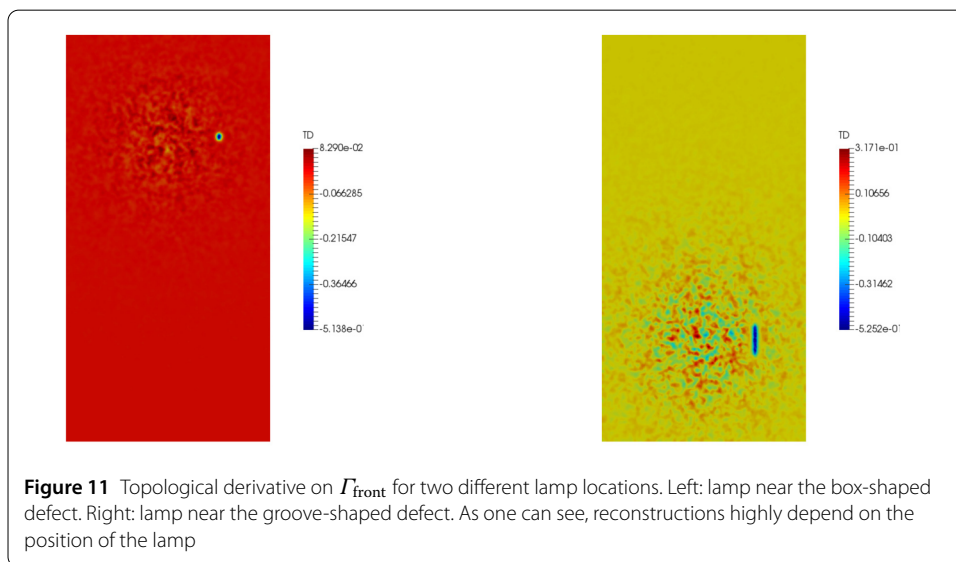 TD
8.290e-02
-0.066285
-0.21547
-0.36466
-5.138e-0
TD
3.171e-01
0.10656
-0.10403
-0.31462
-5.252e-01
Figure 11 Topological derivative on Γfront for two different lamp locations. Left: lamp near the box-shaped
defect. Right: lamp near the groove-shaped defect. As one can see, reconstructions highly depend on the
position of the lamp